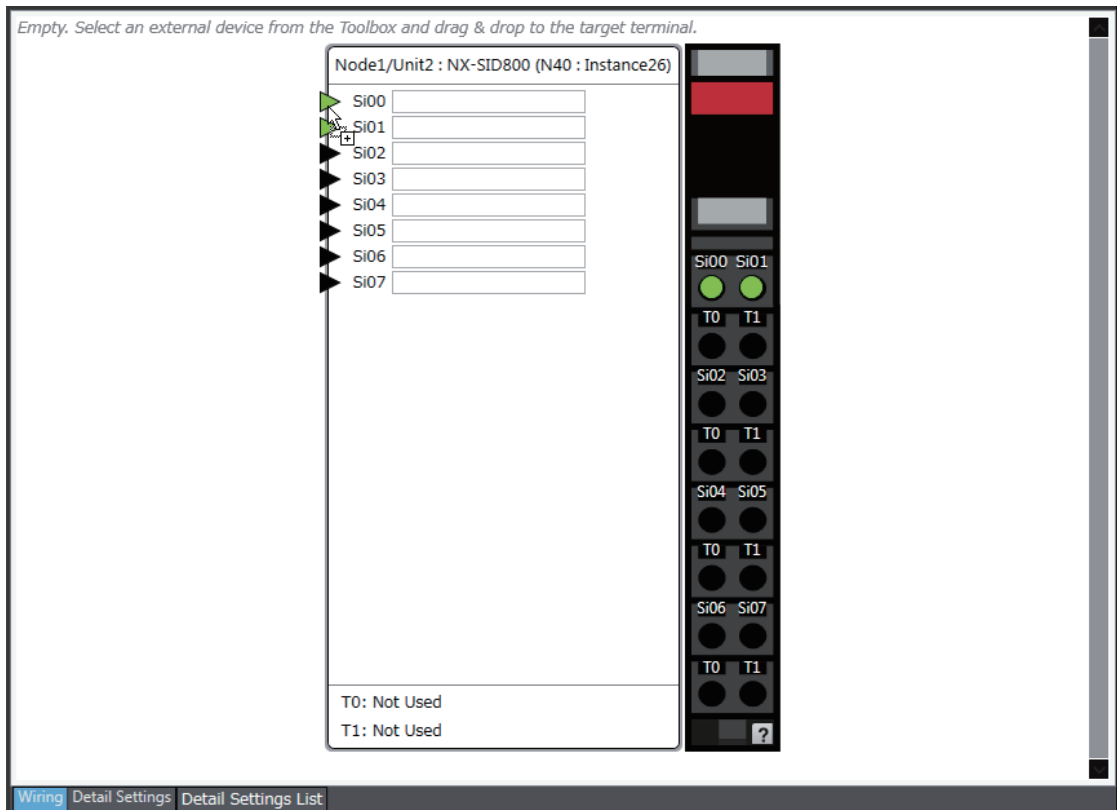 Empty. Select an external device from the Toolbox and drag & drop to the target terminal.
Node1/Unit2 : NX-SID800 (N40 : Instance26)
Si00
Si01
Si02
Si03
Si04
Si05
Si06
Si07
T0: Not Used
T1: Not Used
Si00 Si01
T0 T1
Si02 Si03
T0 T1
Si04 Si05
T0 T1
Si06 Si07
T0 T1
?
Wiring Detail Settings Detail Settings List